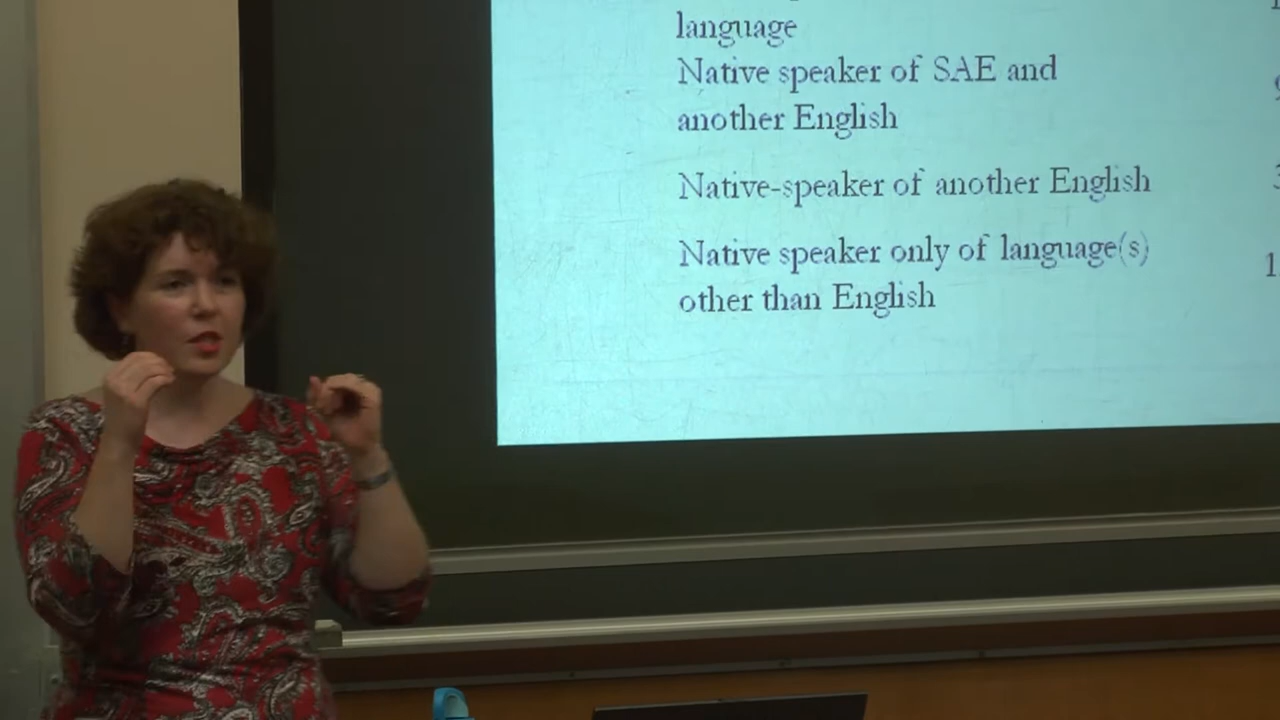 language
Native speaker of SAE and
another English
Native-speaker of another English
Native speaker only of language(s)
other than English